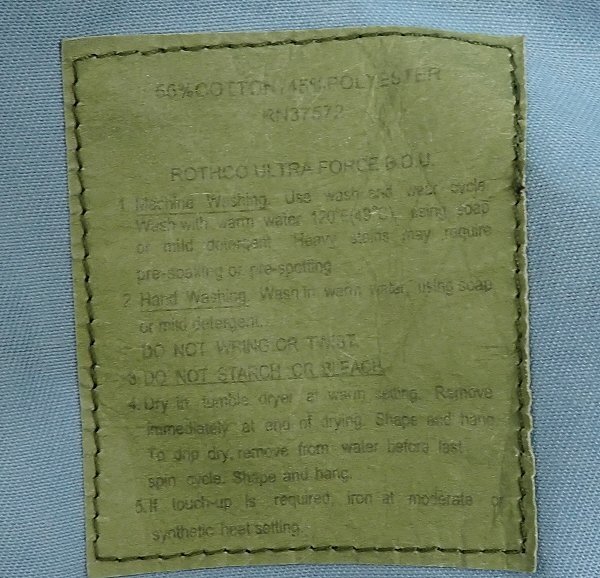 55%COTTON/45%POLYESTER
RN37572
ROTHCO ULTRA FORCE B.D.U.
1. Machine Washing. Use wash and wear cycle.
Wash with warm water 120°F(49°C), using soap
or mild detergent. Heavy stains may require
pre-soaking or pre-spotting
2. Hand Washing. Wash in warm water, using soap
or mild detergent.
DO NOT WRING OR TWIST.
3. DO NOT STARCH OR BLEACH.
4. Dry in tumble dryer at warm setting. Remove
immediately at end of drying. Shape and hang
To drip dry, remove from water before last
spin cycle. Shape and hang.
5. If touch-up is required, iron at moderate or
synthetic heat setting.